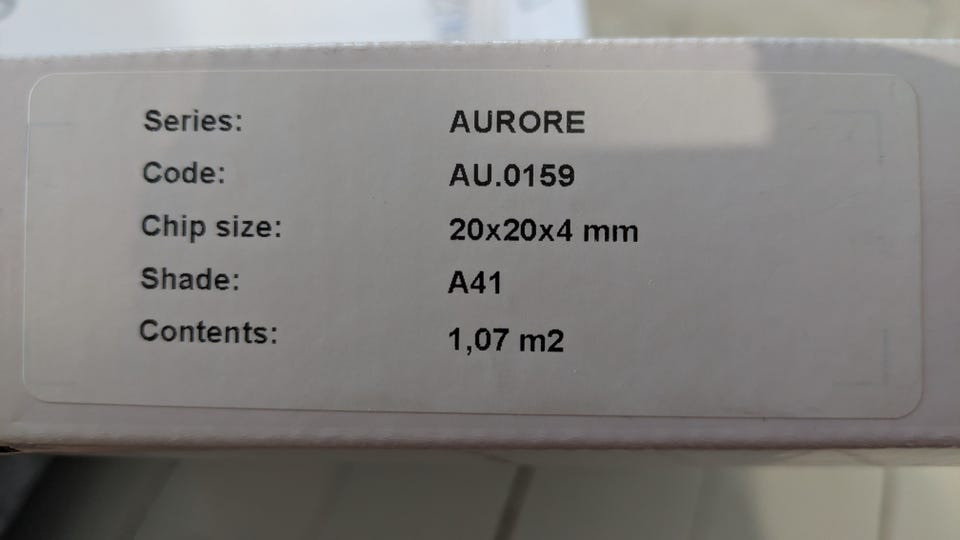 Series: AURORE
Code: AU.0159
Chip size: 20x20x4 mm
Shade: A41
Contents: 1,07 m2